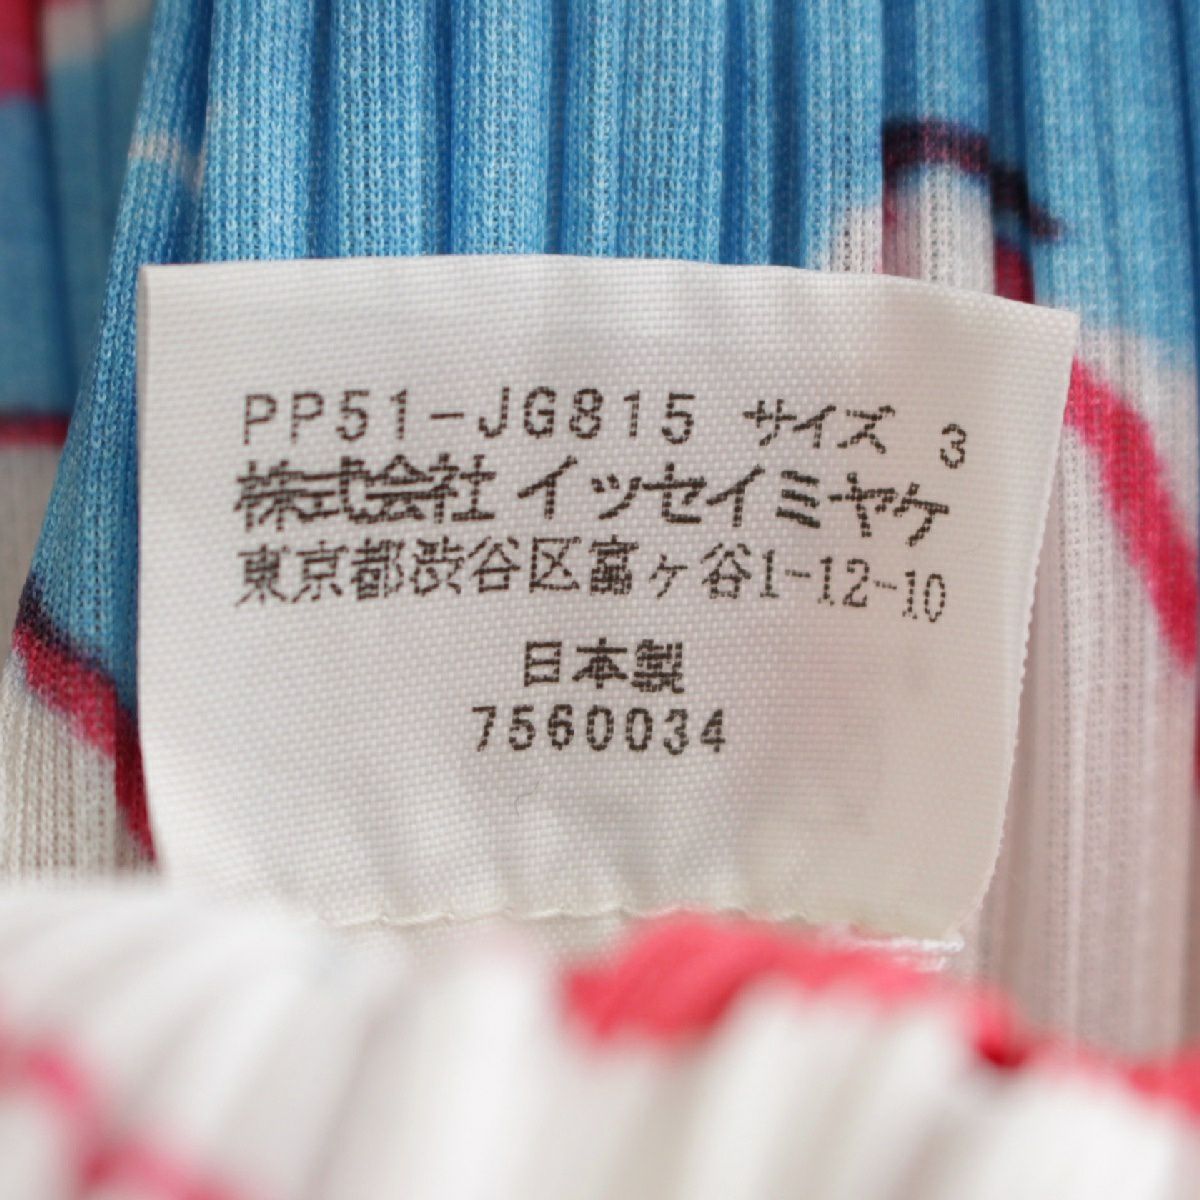 PP51-JG815 サイズ 3
株式会社 イッセイミヤケ
東京都渋谷区富ヶ谷1-12-10
日本製
7560034